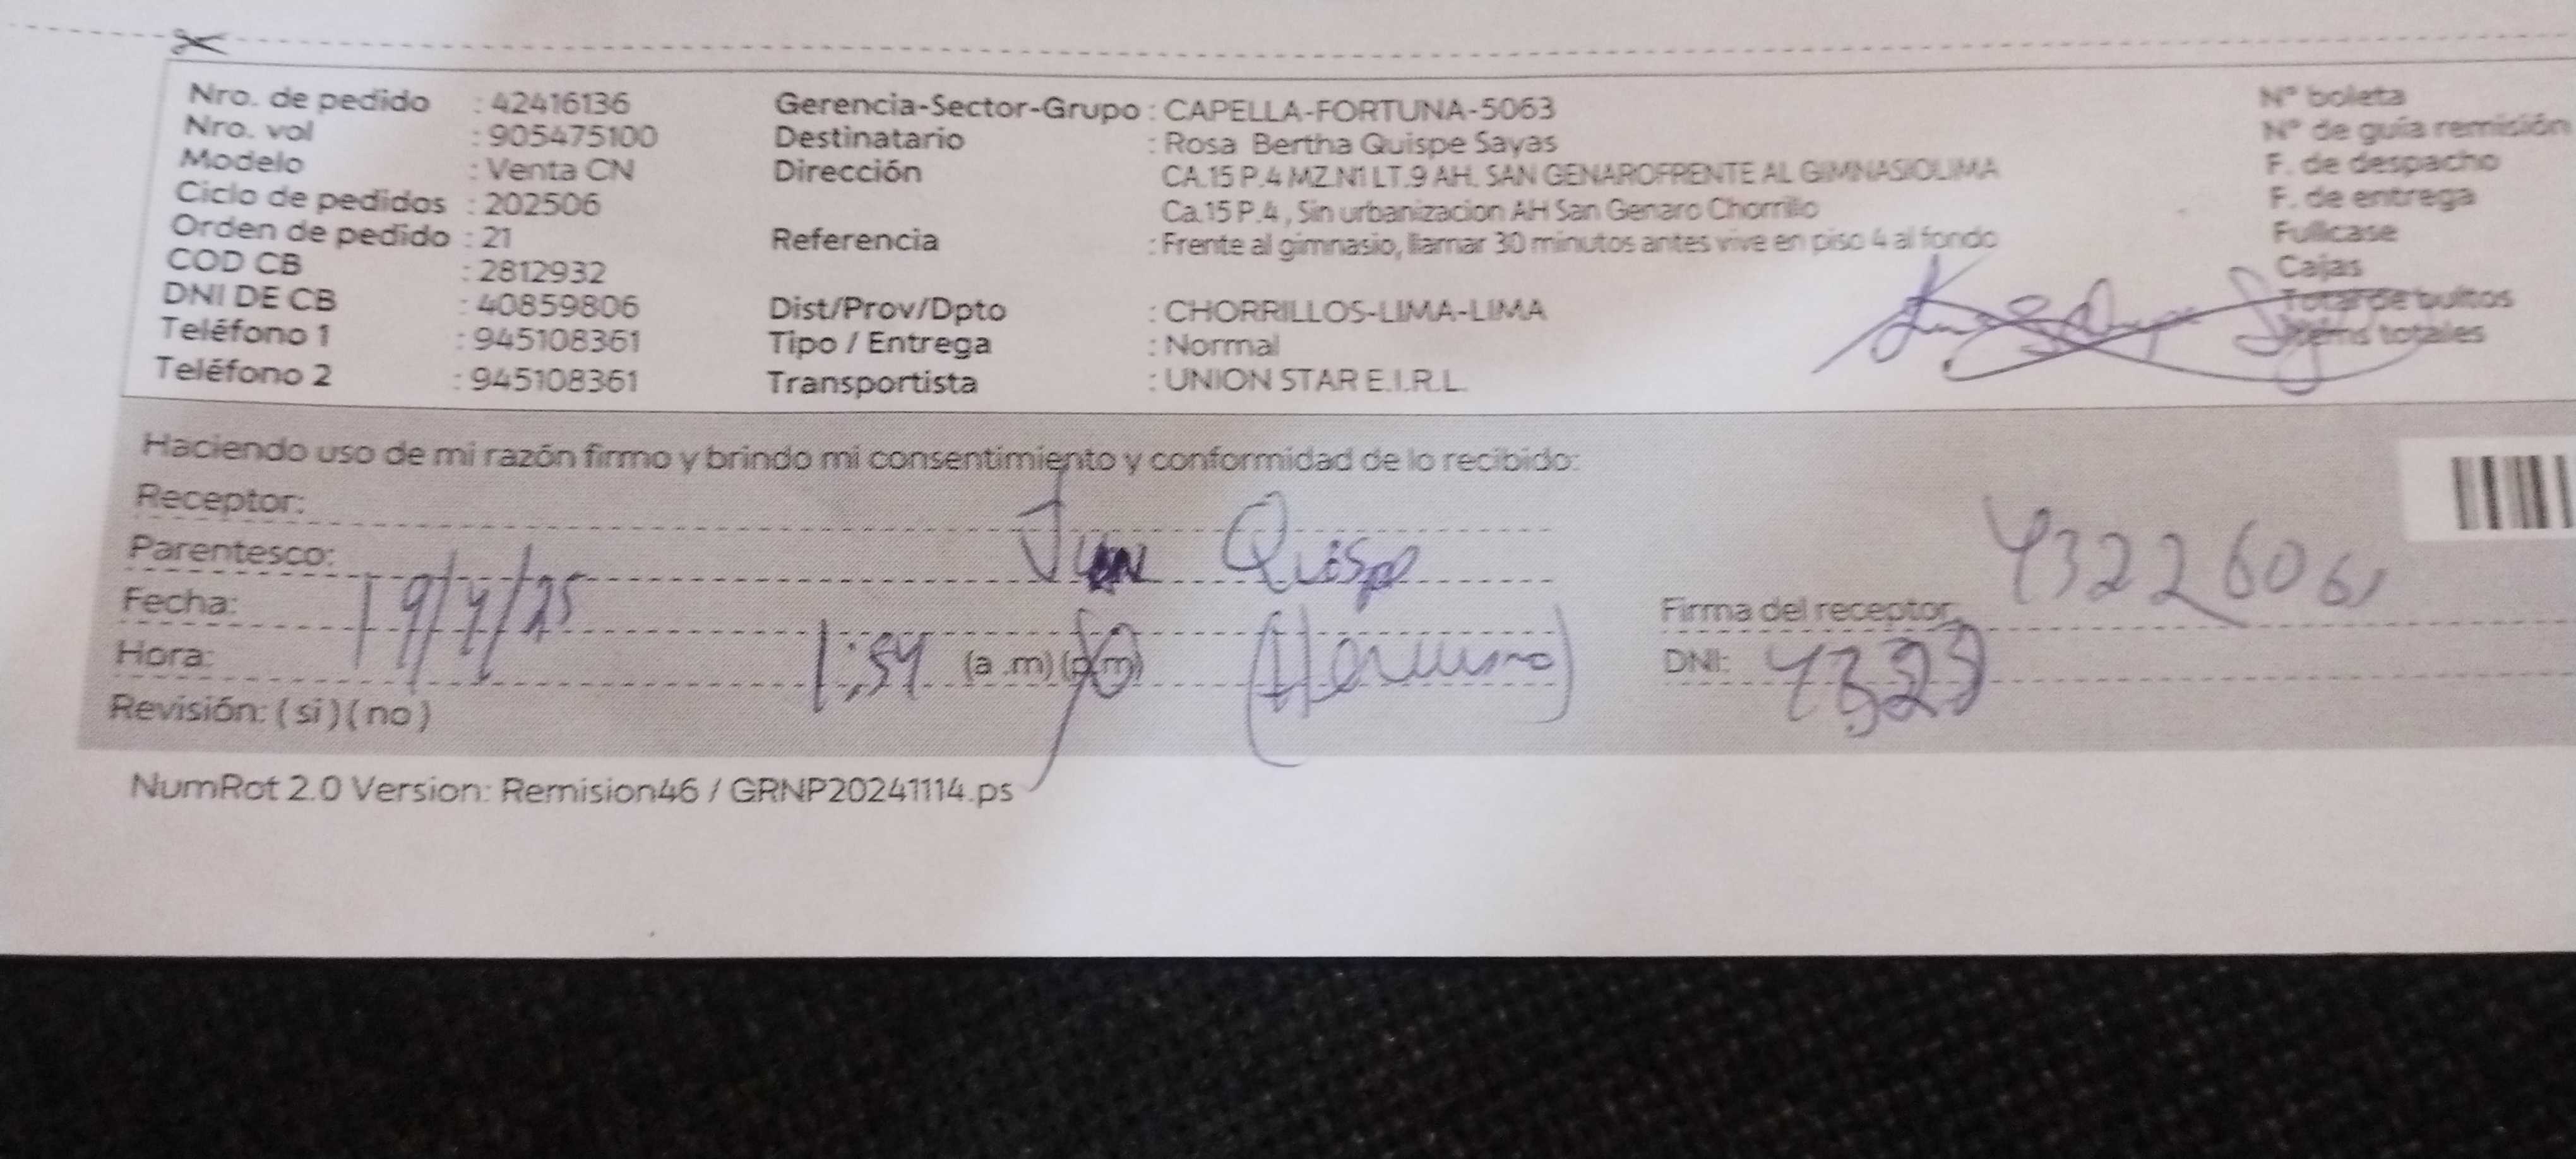 Nro. de pedido : 42416136 Gerencia-Sector-Grupo : CAPELLA-FORTUNA-5063 N° boleta
Nro. vol : 905475100 Destinatario : Rosa Bertha Quispe Sayas N° de guía remisión
Modelo : Venta CN Dirección CA.15 P.4 MZ.N1 LT.9 AH. SAN GENAROFRENTE AL GIMNASIOLIMA F. de despacho
Ciclo de pedidos : 202506 Ca.15 P.4 , Sin urbanizacion AH San Genaro Chorrillo F. de entrega
Orden de pedido : 21 Referencia : Frente al gimnasio, llamar 30 minutos antes vive en piso 4 al fondo Fullcase
COD CB : 2812932 Cajas
DNI DE CB : 40859806 Dist/Prov/Dpto : CHORRILLOS-LIMA-LIMA Total de bultos
Teléfono 1 : 945108361 Tipo / Entrega : Normal Items totales
Teléfono 2 : 945108361 Transportista : UNION STAR E.I.R.L.
Haciendo uso de mi razón firmo y brindo mi consentimiento y conformidad de lo recibido:
Receptor:
Parentesco: Quispe
Fecha: 19/4/25 Firma del receptor
Hora: 1:54 (a .m) (p.m) (Hermano) DNI:
Revisión: ( si ) ( no )
NumRot 2.0 Version: Remision46 / GRNP20241114.ps